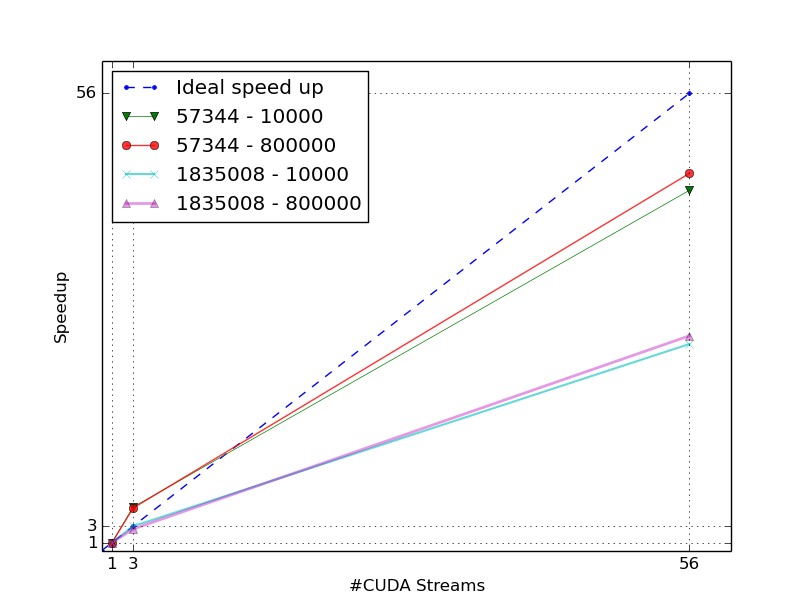 Ideal speed up
57344 - 10000
57344 - 800000
1835008 - 10000
1835008 - 800000
56
3
1
Speedup
1
3
56
#CUDA Streams